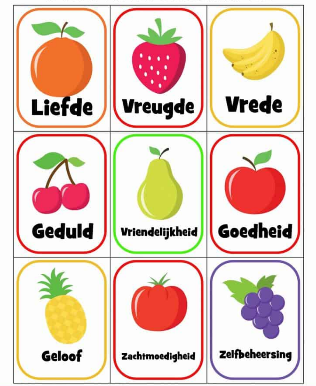 Liefde
Vreugde
Vrede
Geduld
Vriendelijkheid
Goedheid
Geloof
Zachtmoedigheid
Zelfbeheersing